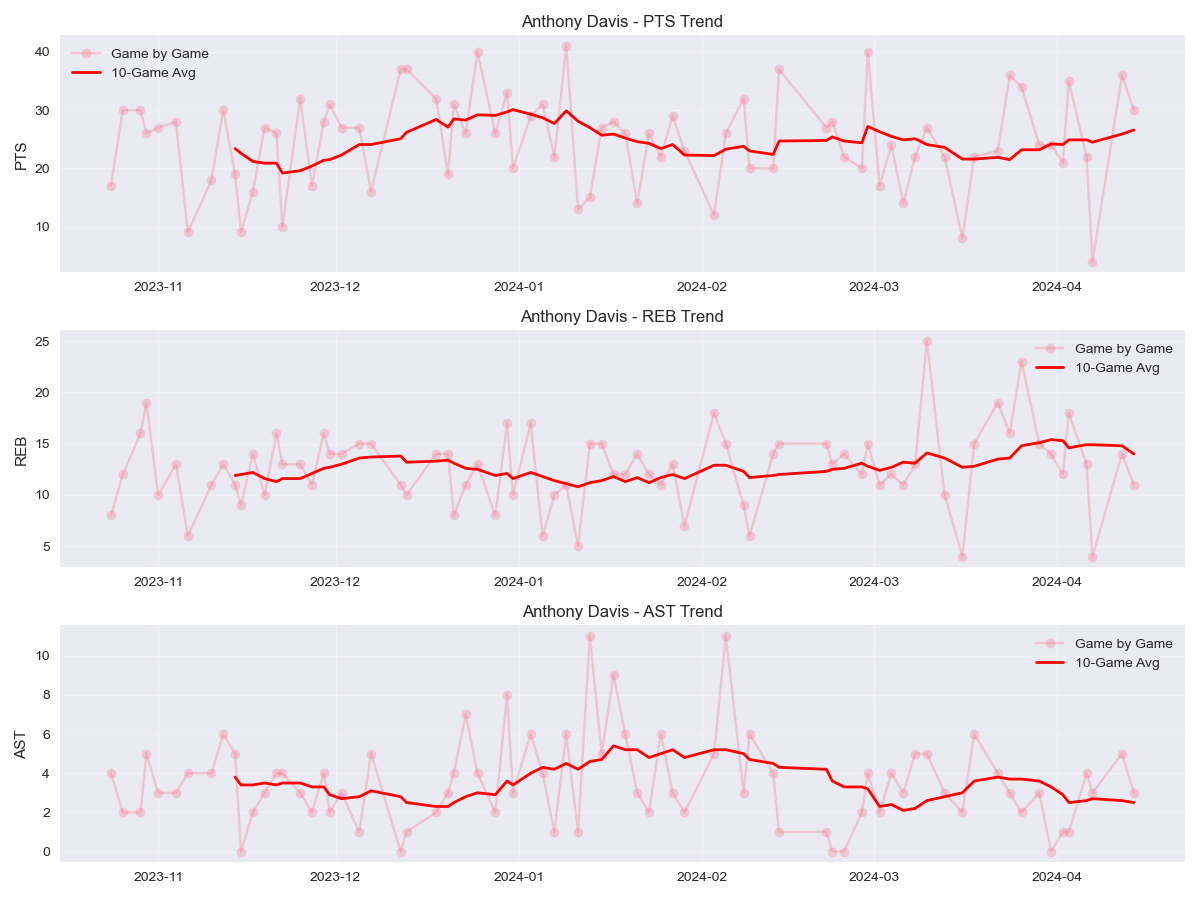 Anthony Davis - PTS Trend
Game by Game
10-Game Avg
PTS
40
30
20
10
2023-11 2023-12 2024-01 2024-02 2024-03 2024-04
Anthony Davis - REB Trend
Game by Game
10-Game Avg
REB
25
20
15
10
5
2023-11 2023-12 2024-01 2024-02 2024-03 2024-04
Anthony Davis - AST Trend
Game by Game
10-Game Avg
AST
10
8
6
4
2
0
2023-11 2023-12 2024-01 2024-02 2024-03 2024-04